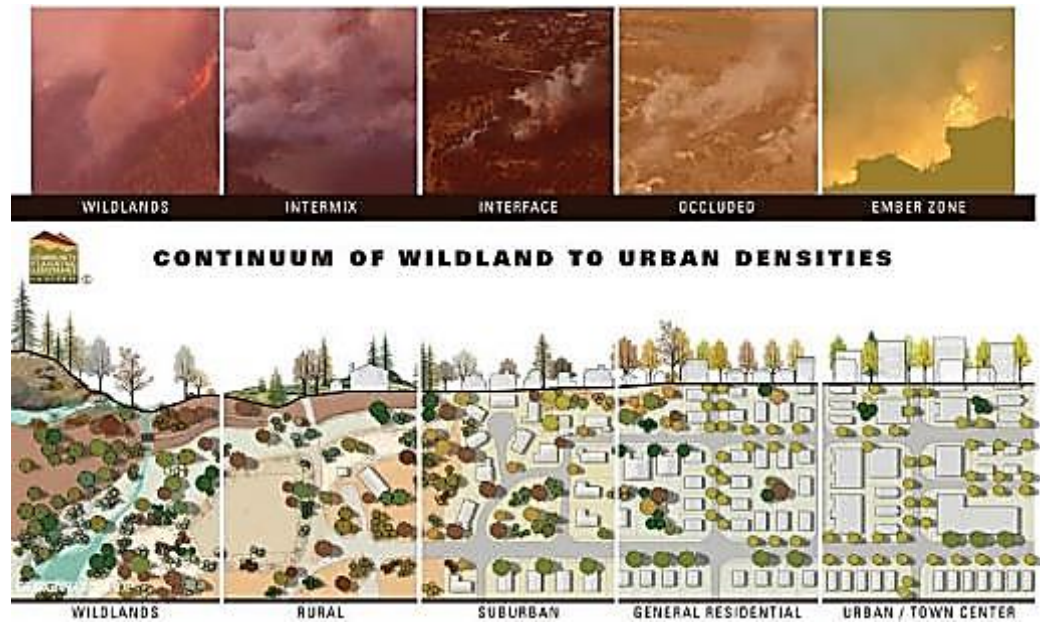 WILDLANDS INTERMIX INTERFACE OCCLUDED EMBER ZONE
CONTINUUM OF WILDLAND TO URBAN DENSITIES
WILDLANDS RURAL SUBURBAN GENERAL RESIDENTIAL URBAN / TOWN CENTER